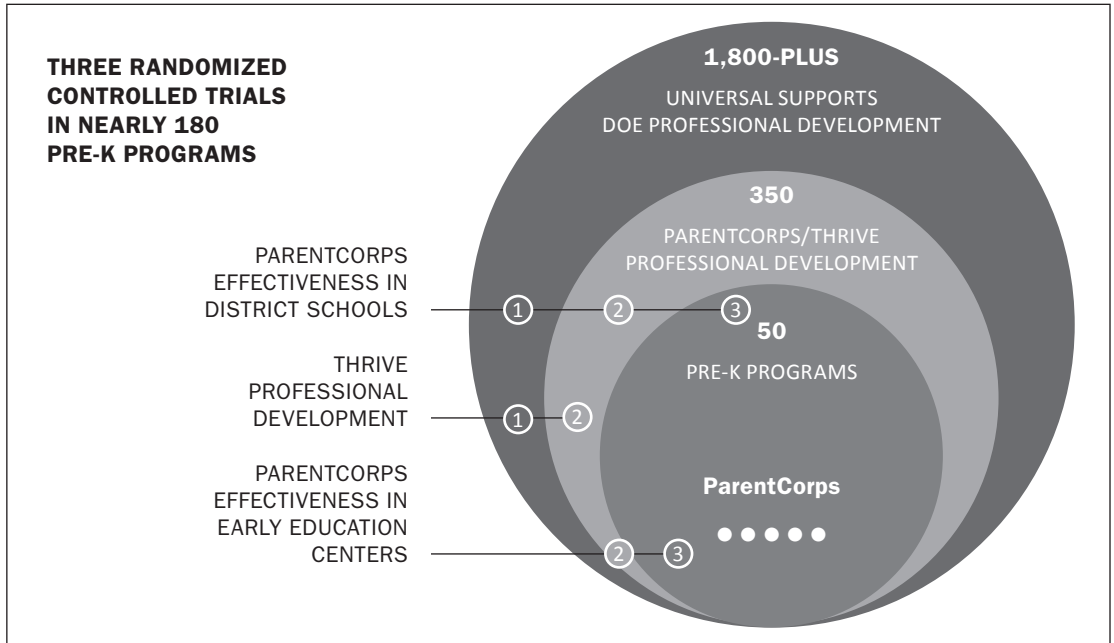 THREE RANDOMIZED
CONTROLLED TRIALS
IN NEARLY 180
PRE-K PROGRAMS
1,800-PLUS
UNIVERSAL SUPPORTS
DOE PROFESSIONAL DEVELOPMENT
350
PARENTCORPS/THRIVE
PROFESSIONAL DEVELOPMENT
PARENTCORPS
EFFECTIVENESS IN
DISTRICT SCHOOLS
1 2 3
50
PRE-K PROGRAMS
THRIVE
PROFESSIONAL
DEVELOPMENT
1 2
PARENTCORPS
EFFECTIVENESS IN
EARLY EDUCATION
CENTERS
2 3
ParentCorps